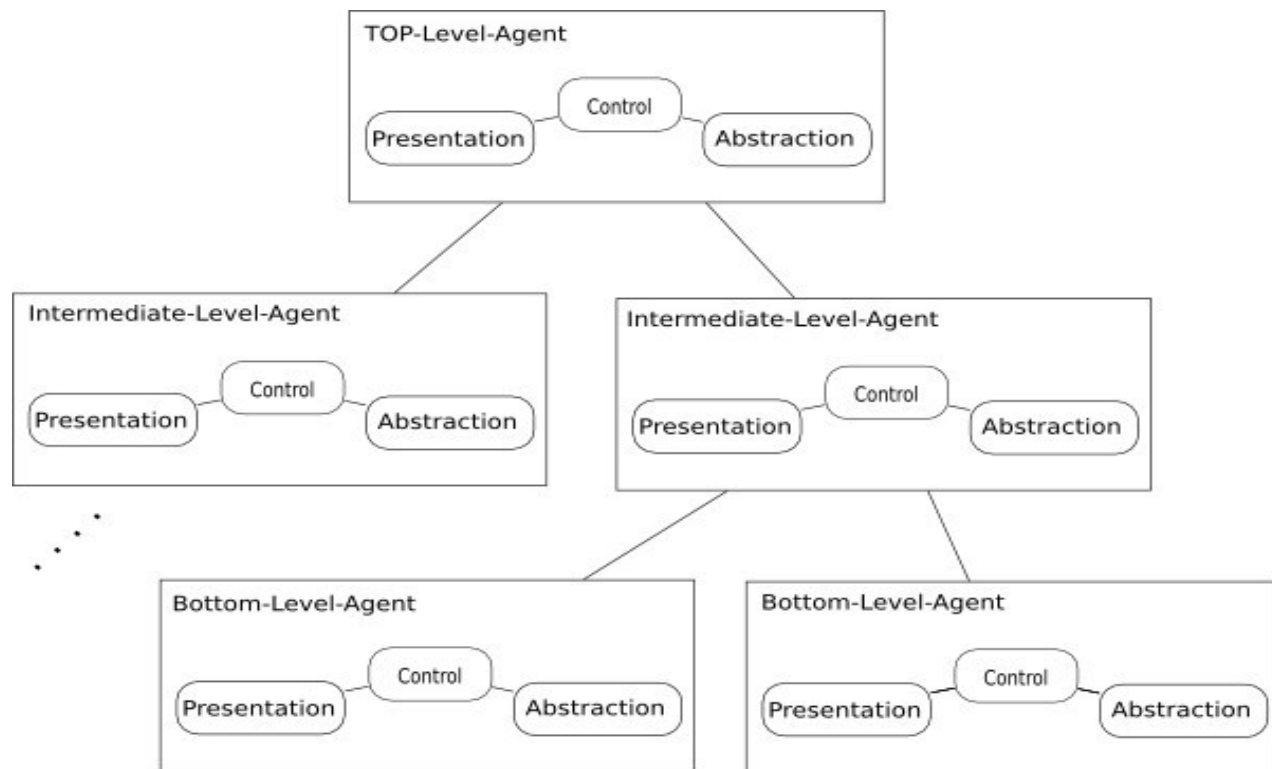 TOP-Level-Agent
Control
Presentation
Abstraction
Intermediate-Level-Agent
Control
Presentation
Abstraction
Intermediate-Level-Agent
Control
Presentation
Abstraction
Bottom-Level-Agent
Control
Presentation
Abstraction
Bottom-Level-Agent
Control
Presentation
Abstraction